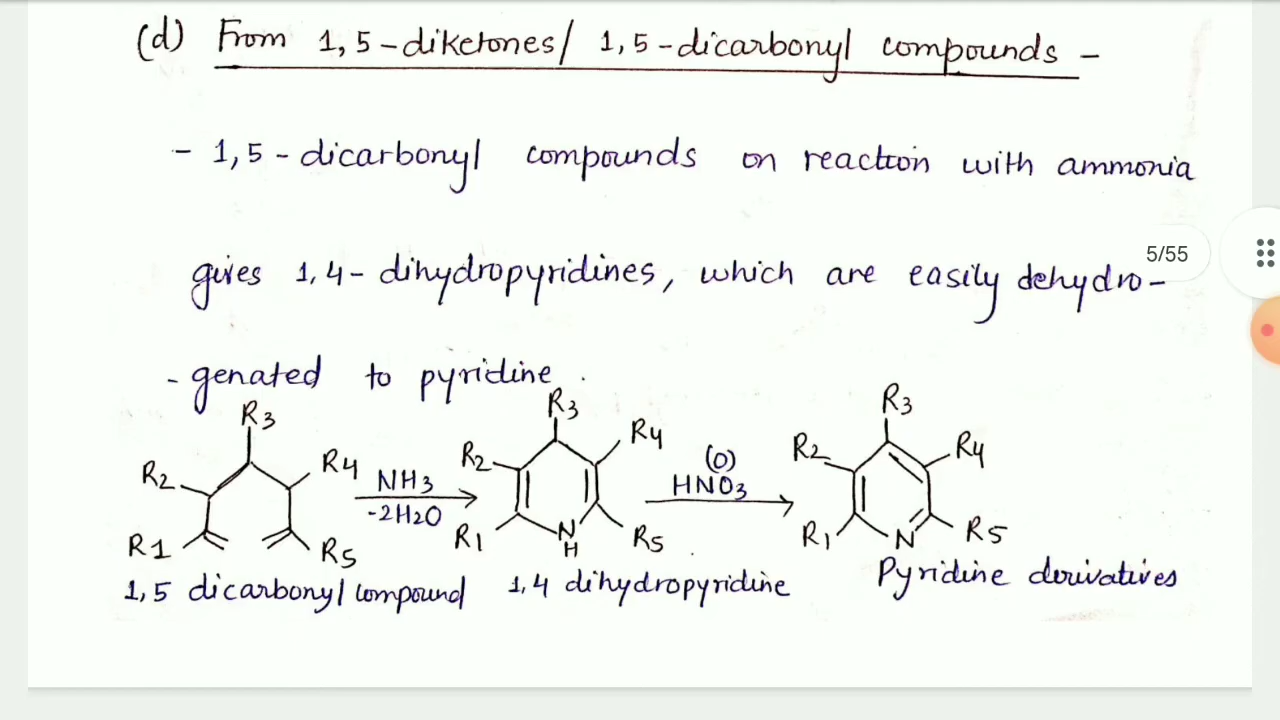 (d) From 1,5-diketones/ 1,5-dicarbonyl compounds -
- 1,5-dicarbonyl compounds on reaction with ammonia
gives 1,4-dihydropyridines, which are easily dehydro-
5/55
- genated to pyridine.
R3 R3 R3
R2 R4 R2 R4 R2 R4
NH3 (O)
-2H2O HNO3
R1 R5 R1 N R5 R1 N R5
H
1,5 dicarbonyl compound 1,4 dihydropyridine Pyridine derivatives